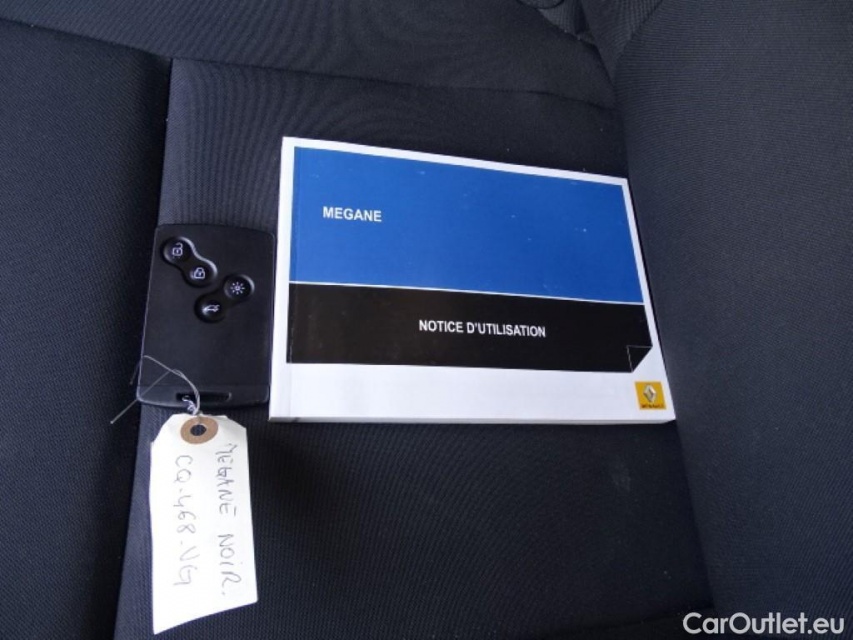 MEGANE
NOTICE D'UTILISATION
MEGANE NOIR.
CQ.468.VG
CarOutlet.eu